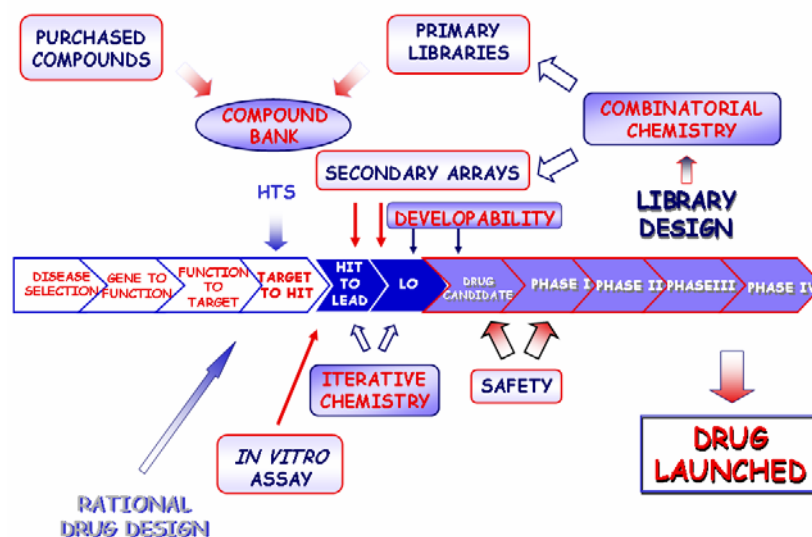 PURCHASED
COMPOUNDS
PRIMARY
LIBRARIES
COMPOUND
BANK
COMBINATORIAL
CHEMISTRY
SECONDARY ARRAYS
HTS
DEVELOPABILITY
LIBRARY
DESIGN
DISEASE
SELECTION
GENE TO
FUNCTION
FUNCTION
TO
TARGET
TARGET
TO HIT
HIT
TO
LEAD
LO
DRUG
CANDIDATE
PHASE I
PHASE II
PHASEIII
PHASE IV
ITERATIVE
CHEMISTRY
SAFETY
IN VITRO
ASSAY
RATIONAL
DRUG DESIGN
DRUG
LAUNCHED